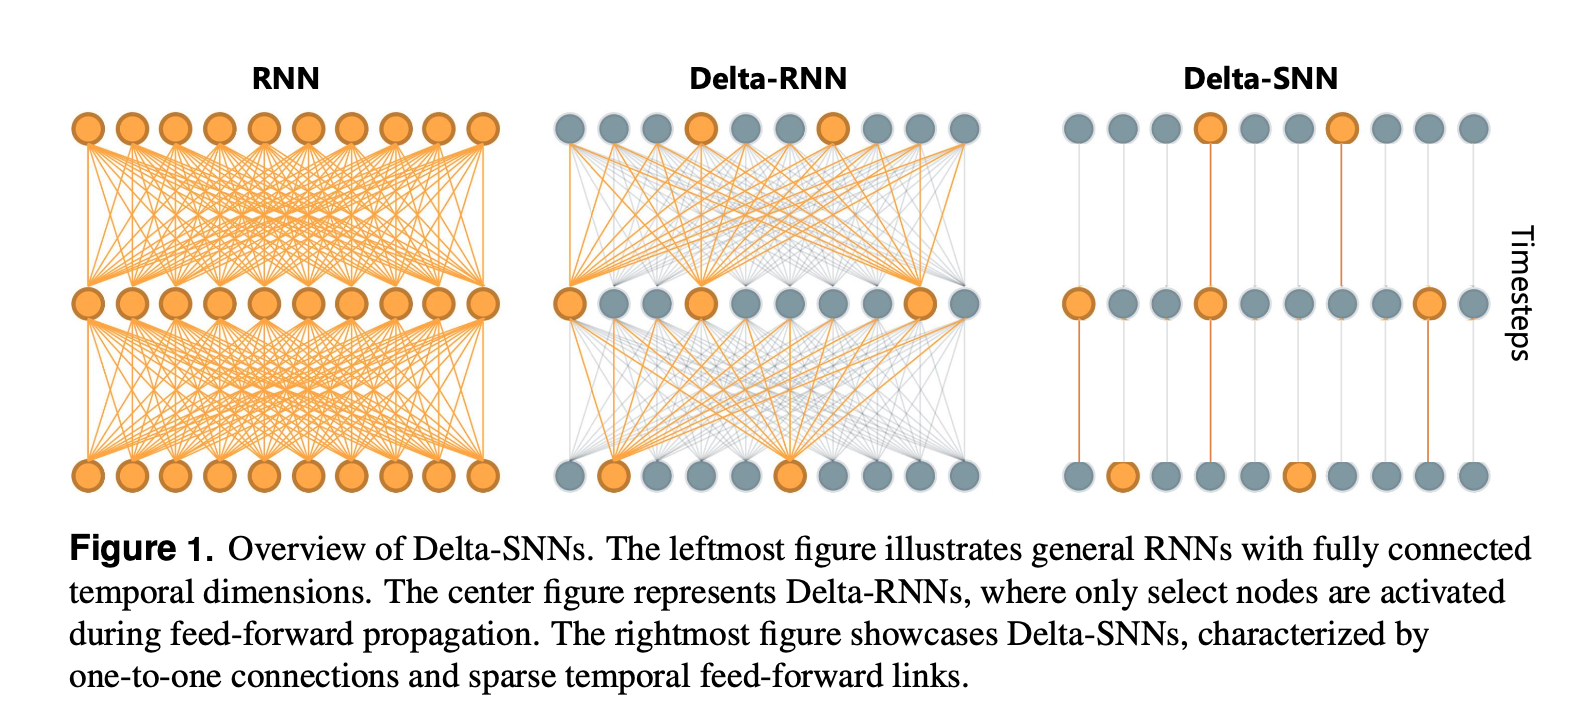 RNN
Delta-RNN
Delta-SNN
Timesteps
Figure 1. Overview of Delta-SNNs. The leftmost figure illustrates general RNNs with fully connected
temporal dimensions. The center figure represents Delta-RNNs, where only select nodes are activated
during feed-forward propagation. The rightmost figure showcases Delta-SNNs, characterized by
one-to-one connections and sparse temporal feed-forward links.